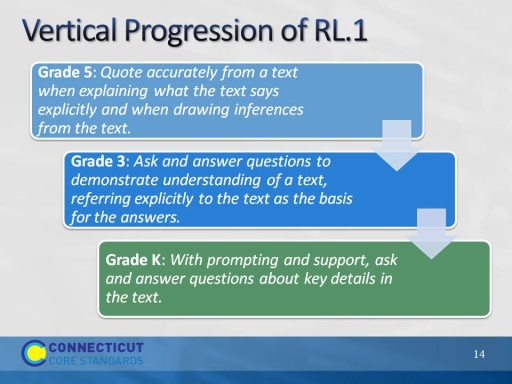 Vertical Progression of RL.1
Grade 5: Quote accurately from a text
when explaining what the text says
explicitly and when drawing inferences
from the text.
Grade 3: Ask and answer questions to
demonstrate understanding of a text,
referring explicitly to the text as the basis
for the answers.
Grade K: With prompting and support, ask
and answer questions about key details in
the text.
CONNECTICUT
CORE STANDARDS
14